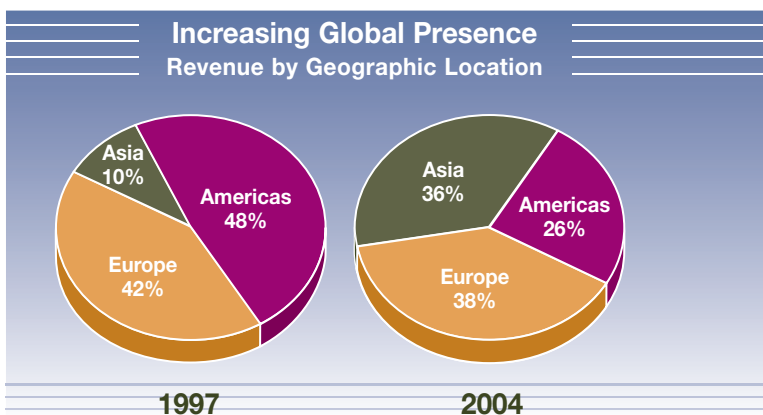 Increasing Global Presence
Revenue by Geographic Location
Asia
10%
Americas
48%
Europe
42%
Asia
36%
Americas
26%
Europe
38%
1997
2004